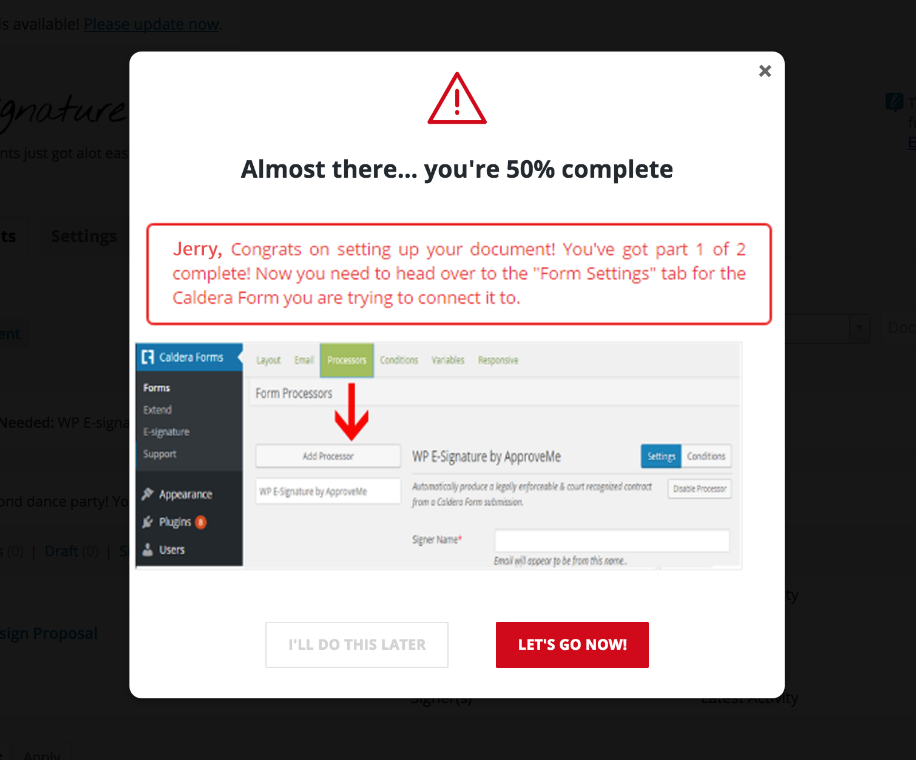 ls available! Please update now.
gnature
nts just got alot eas
ts Settings
ent
Needed: WP E-signa
ond dance party! Yo
s (0) | Draft (0) | S
sign Proposal
Almost there... you're 50% complete
Jerry, Congrats on setting up your document! You've got part 1 of 2
complete! Now you need to head over to the "Form Settings" tab for the
Caldera Form you are trying to connect it to.
Caldera Forms
Forms
Extend
E-signature
Support
Appearance
Plugins 8
Users
Layout Email Processors Conditions Variables Responsive
Form Processors
Add Processor
WP E-Signature by ApproveMe
WP E-Signature by ApproveMe
Settings Conditions
Automatically produce a legally enforceable & court recognized contract
from a Caldera Form submission.
Disable Processor
Signer Name*
Email will appear to be from this name..
I'LL DO THIS LATER
LET'S GO NOW!
Do
ty
Signer(s) Latest Activity
Apply